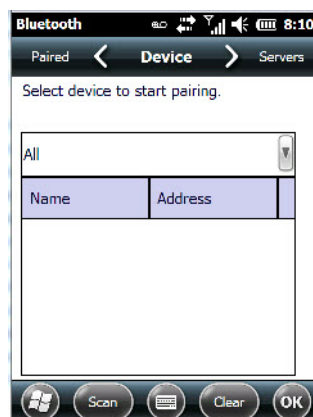 Bluetooth 8:10
Paired Device Servers
Select device to start pairing.
All
Name Address
Scan Clear OK